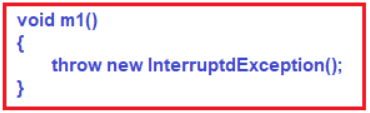 void m1()
{
throw new InterruptdException();
}